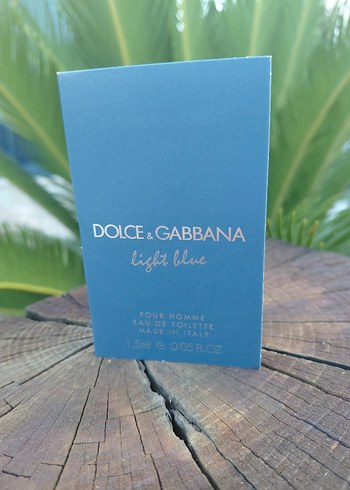 DOLCE & GABBANA
light blue
POUR HOMME
EAU DE TOILETTE
MADE IN ITALY
1.5ml ℮ 0.05 FL.OZ.